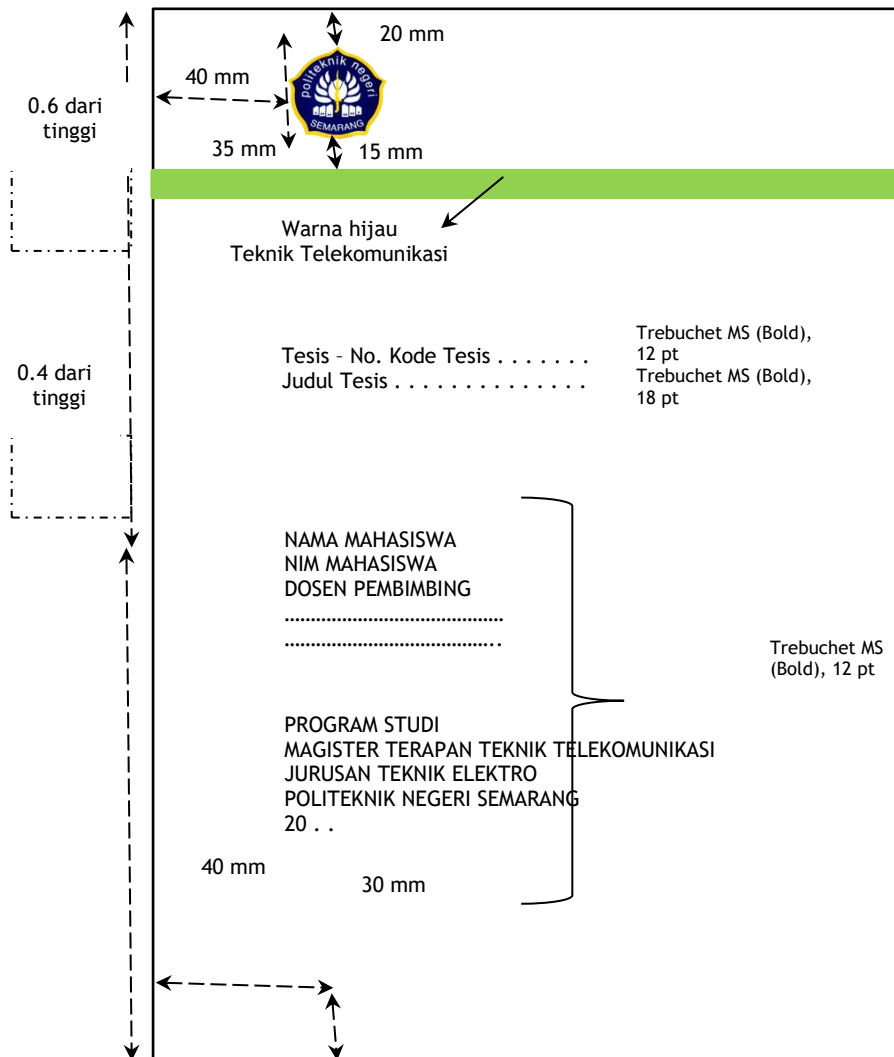 20 mm
40 mm
politeknik negeri
SEMARANG
0.6 dari
tinggi
35 mm
15 mm
Warna hijau
Teknik Telekomunikasi
Tesis - No. Kode Tesis . . . . . . .
Trebuchet MS (Bold),
12 pt
Judul Tesis . . . . . . . . . . . . . . .
Trebuchet MS (Bold),
18 pt
0.4 dari
tinggi
NAMA MAHASISWA
NIM MAHASISWA
DOSEN PEMBIMBING
...........................................
.........................................
Trebuchet MS
(Bold), 12 pt
PROGRAM STUDI
MAGISTER TERAPAN TEKNIK TELEKOMUNIKASI
JURUSAN TEKNIK ELEKTRO
POLITEKNIK NEGERI SEMARANG
20 . .
40 mm
30 mm